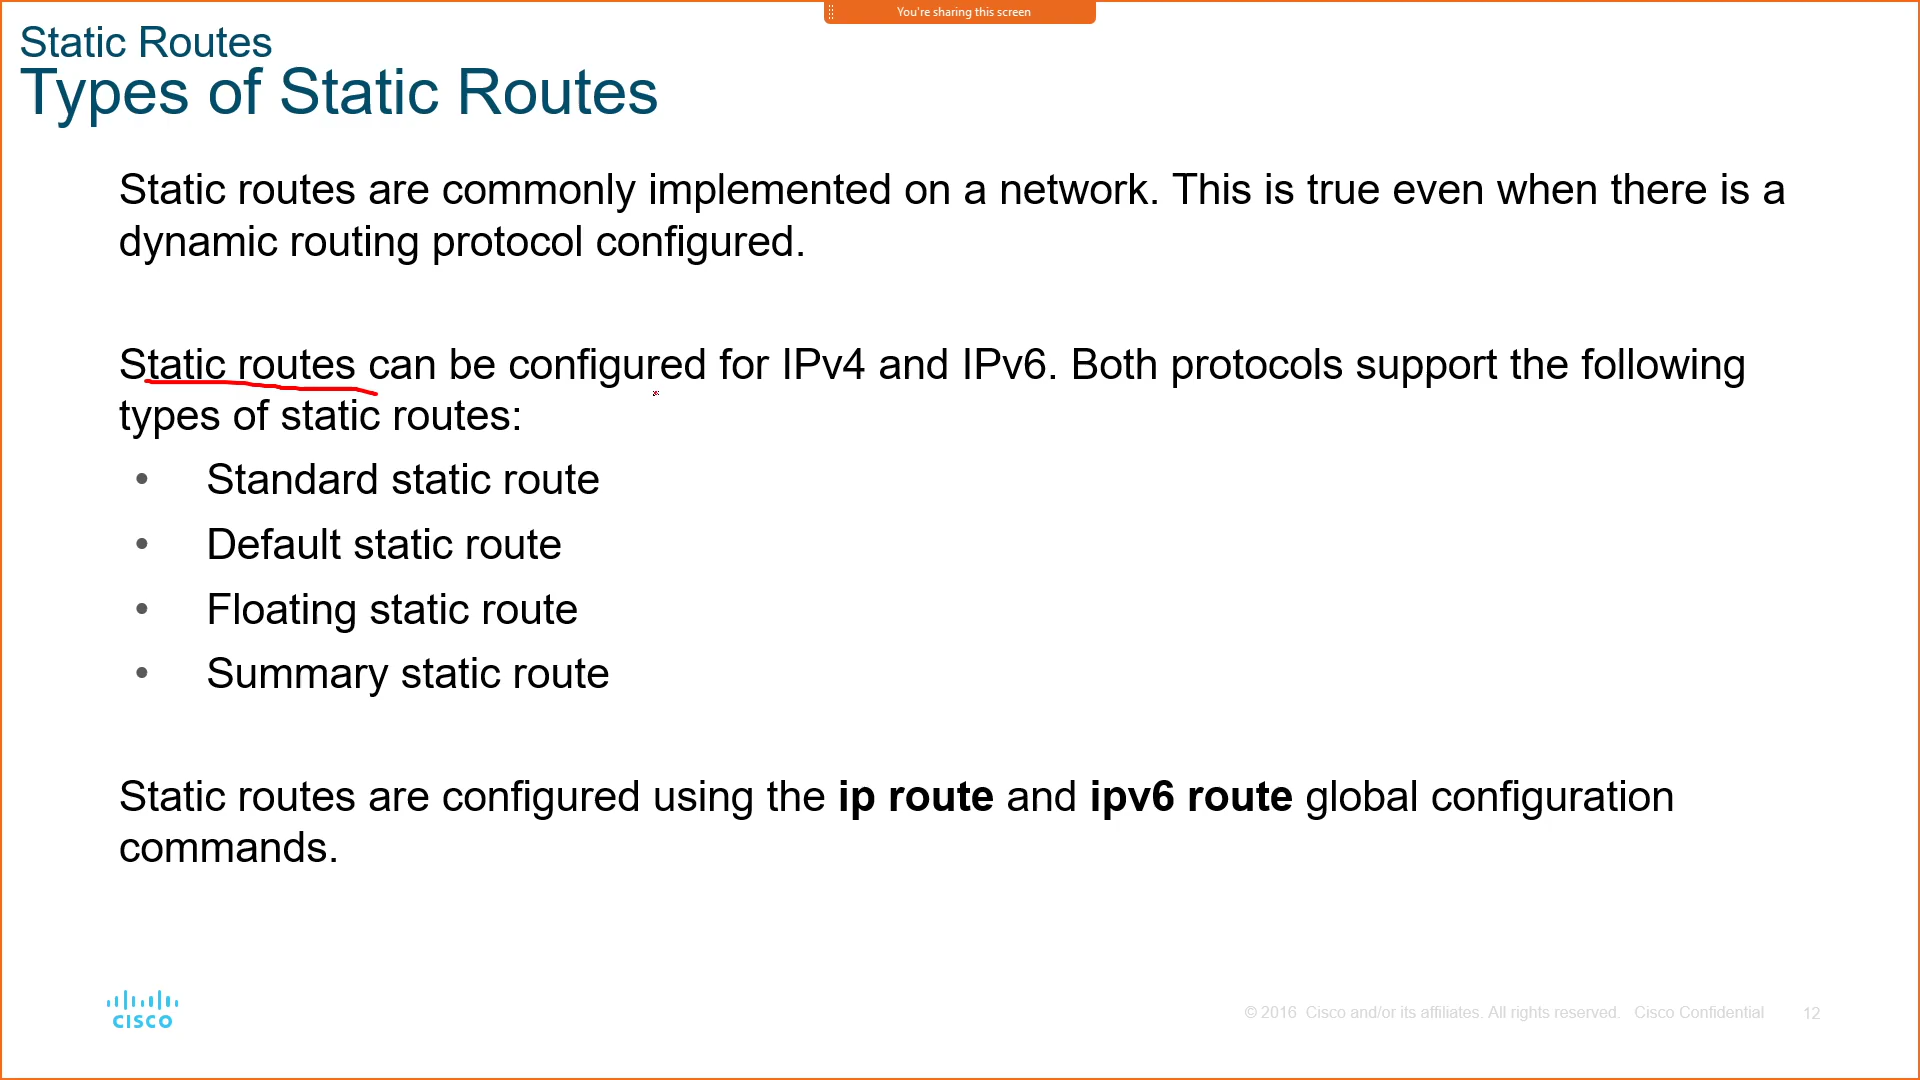 You're sharing this screen
Static Routes
Types of Static Routes
Static routes are commonly implemented on a network. This is true even when there is a
dynamic routing protocol configured.
Static routes can be configured for IPv4 and IPv6. Both protocols support the following
types of static routes:
• Standard static route
• Default static route
• Floating static route
• Summary static route
Static routes are configured using the ip route and ipv6 route global configuration
commands.
CISCO
© 2016 Cisco and/or its affiliates. All rights reserved. Cisco Confidential 12